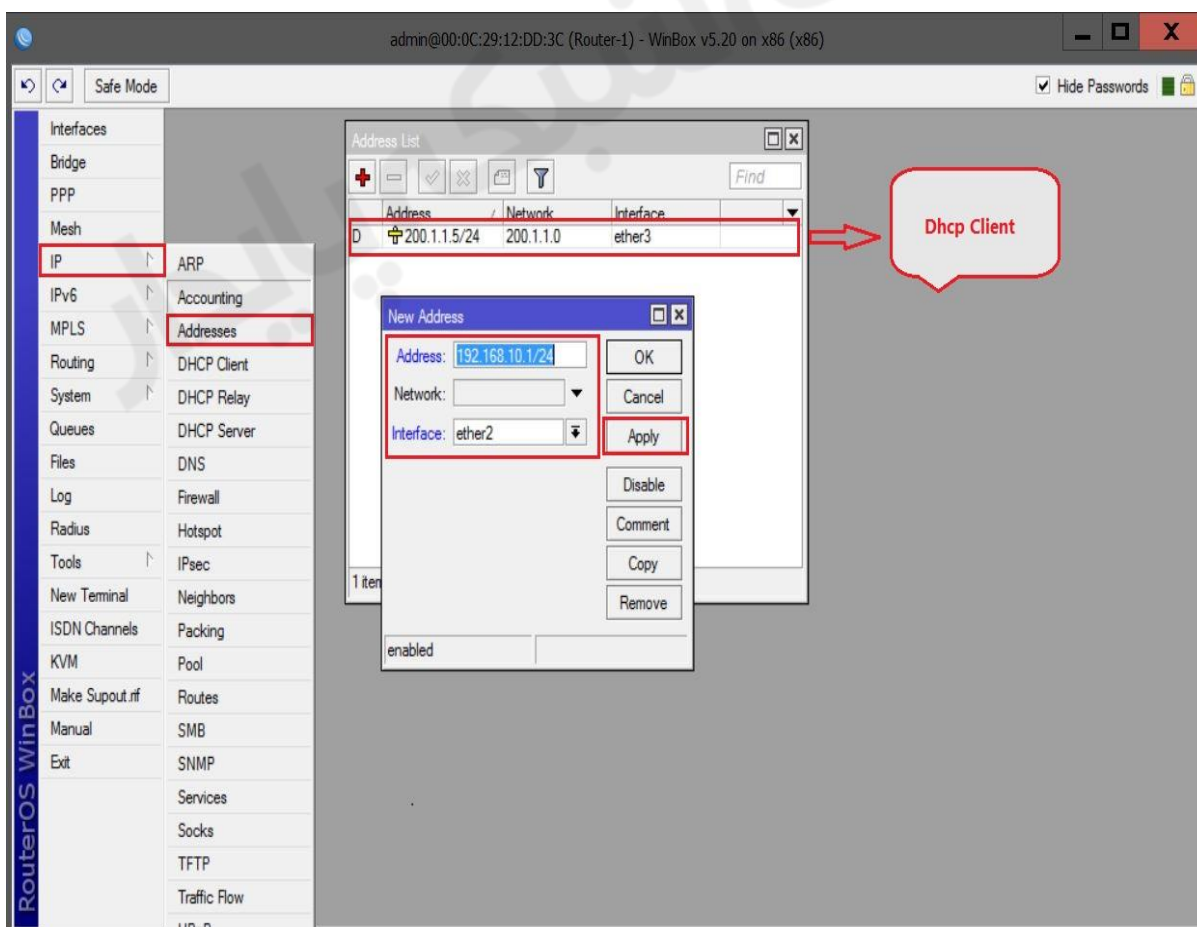 admin@00:0C:29:12:DD:3C (Router-1) - WinBox v5.20 on x86 (x86)
Safe Mode
Hide Passwords
Interfaces
Bridge
PPP
Mesh
IP
IPv6
MPLS
Routing
System
Queues
Files
Log
Radius
Tools
New Terminal
ISDN Channels
KVM
Make Supout.rif
Manual
Exit
RouterOS WinBox
ARP
Accounting
Addresses
DHCP Client
DHCP Relay
DHCP Server
DNS
Firewall
Hotspot
IPsec
Neighbors
Packing
Pool
Routes
SMB
SNMP
Services
Socks
TFTP
Traffic Flow
Address List
Find
Address / Network Interface
D 200.1.1.5/24 200.1.1.0 ether3
Dhcp Client
New Address
Address: 192.168.10.1/24
Network:
Interface: ether2
OK
Cancel
Apply
Disable
Comment
Copy
Remove
enabled